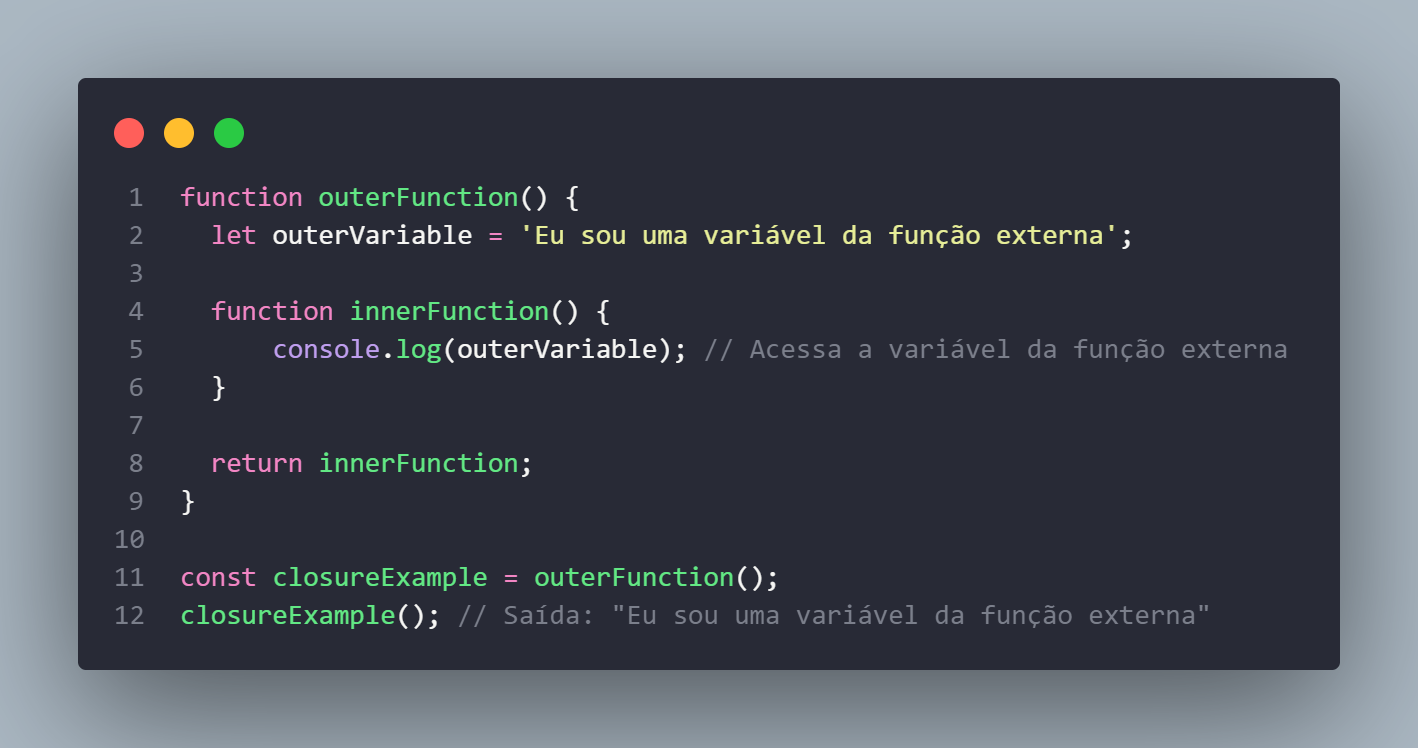 1 function outerFunction() {
2   let outerVariable = 'Eu sou uma variável da função externa';
3
4   function innerFunction() {
5       console.log(outerVariable); // Acessa a variável da função externa
6   }
7
8   return innerFunction;
9 }
10
11 const closureExample = outerFunction();
12 closureExample(); // Saída: "Eu sou uma variável da função externa"